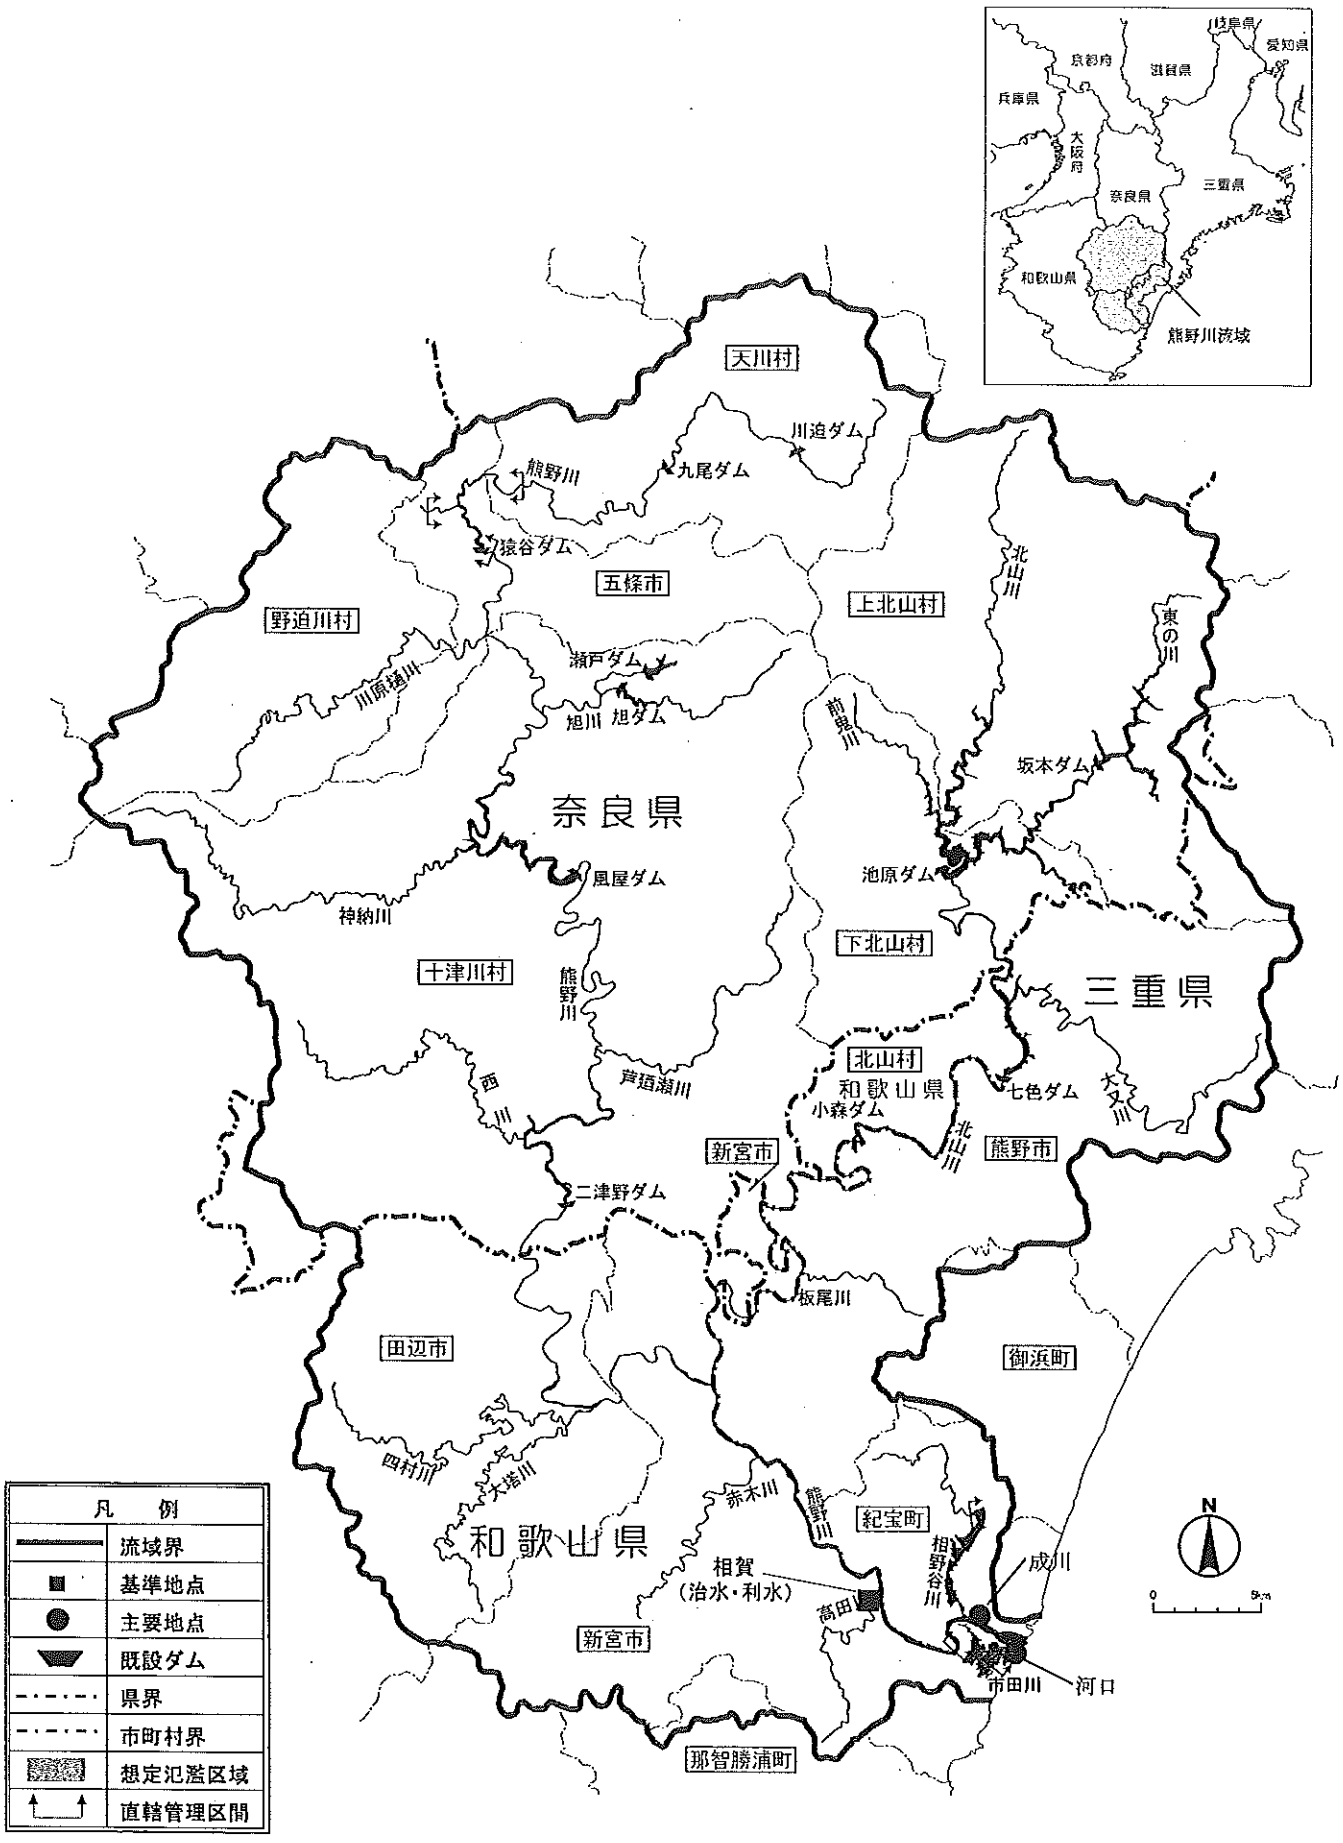 岐阜県
愛知県
京都府
滋賀県
兵庫県
大阪府
三重県
奈良県
和歌山県
熊野川流域
天川村
川迫ダム
九尾ダム
熊野川
猿谷ダム
五條市
北山川
上北山村
東の川
野迫川村
瀬戸ダム
川原樋川
旭川
旭ダム
前鬼川
坂本ダム
奈良県
池原ダム
風屋ダム
神納川
下北山村
十津川村
熊野川
三重県
北山村
和歌山県
七色ダム
芦廼瀬川
西川
小森ダム
大又川
北山川
新宮市
熊野市
二津野ダム
板尾川
田辺市
御浜町
四村川
大塔川
赤木川
熊野川
紀宝町
和歌山県
相野谷川
成川
相賀
(治水・利水)
高田川
新宮市
市田川
河口
那智勝浦町
N
0 5km
凡 例
流域界
基準地点
主要地点
既設ダム
県界
市町村界
想定氾濫区域
直轄管理区間